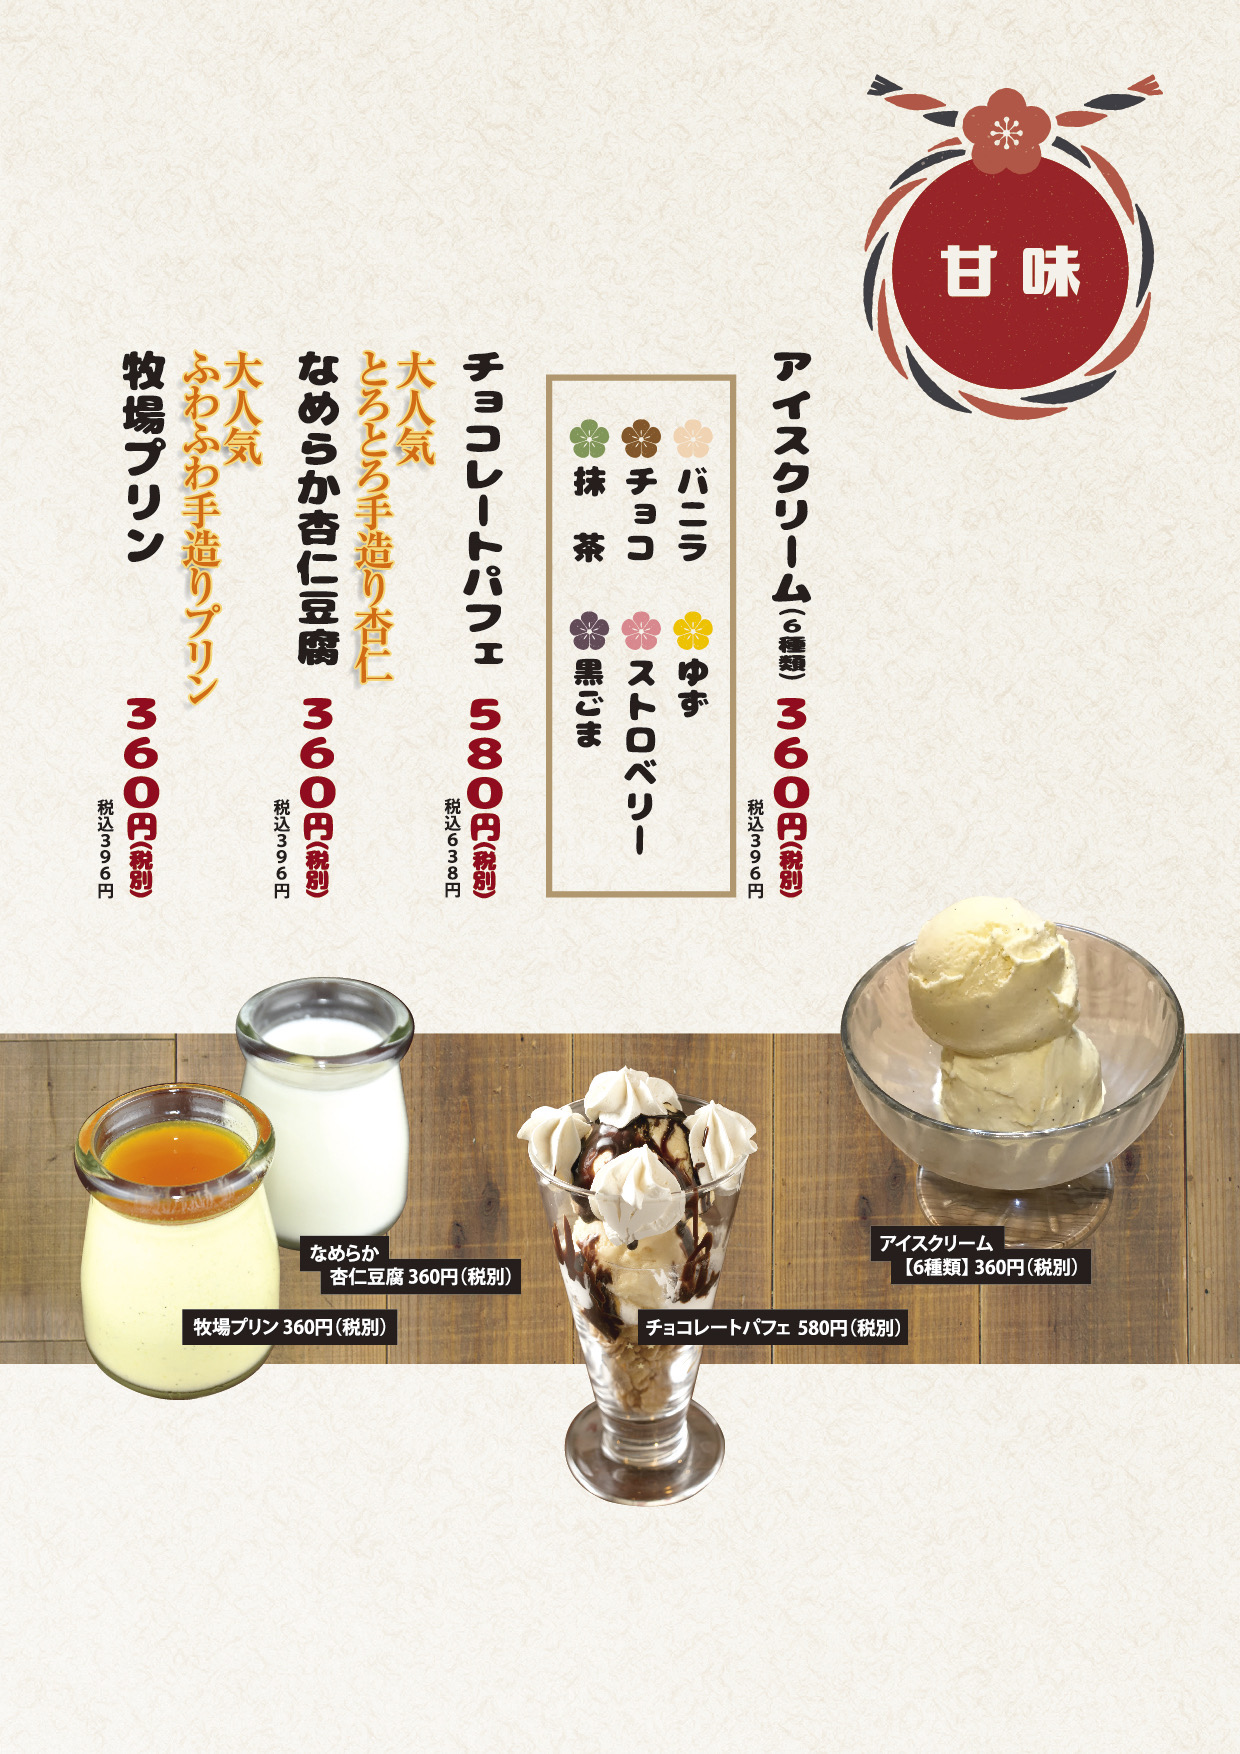 甘味
アイスクリーム(6種類) 360円(税別)
税込396円
バニラ
チョコ
抹茶
ゆず
ストロベリー
黒ごま
チョコレートパフェ 580円(税別)
税込638円
大人気
とろとろ手造り杏仁
なめらか杏仁豆腐 360円(税別)
税込396円
大人気
ふわふわ手造りプリン
牧場プリン 360円(税別)
税込396円
アイスクリーム
【6種類】 360円(税別)
なめらか
杏仁豆腐 360円(税別)
牧場プリン 360円(税別)
チョコレートパフェ 580円(税別)